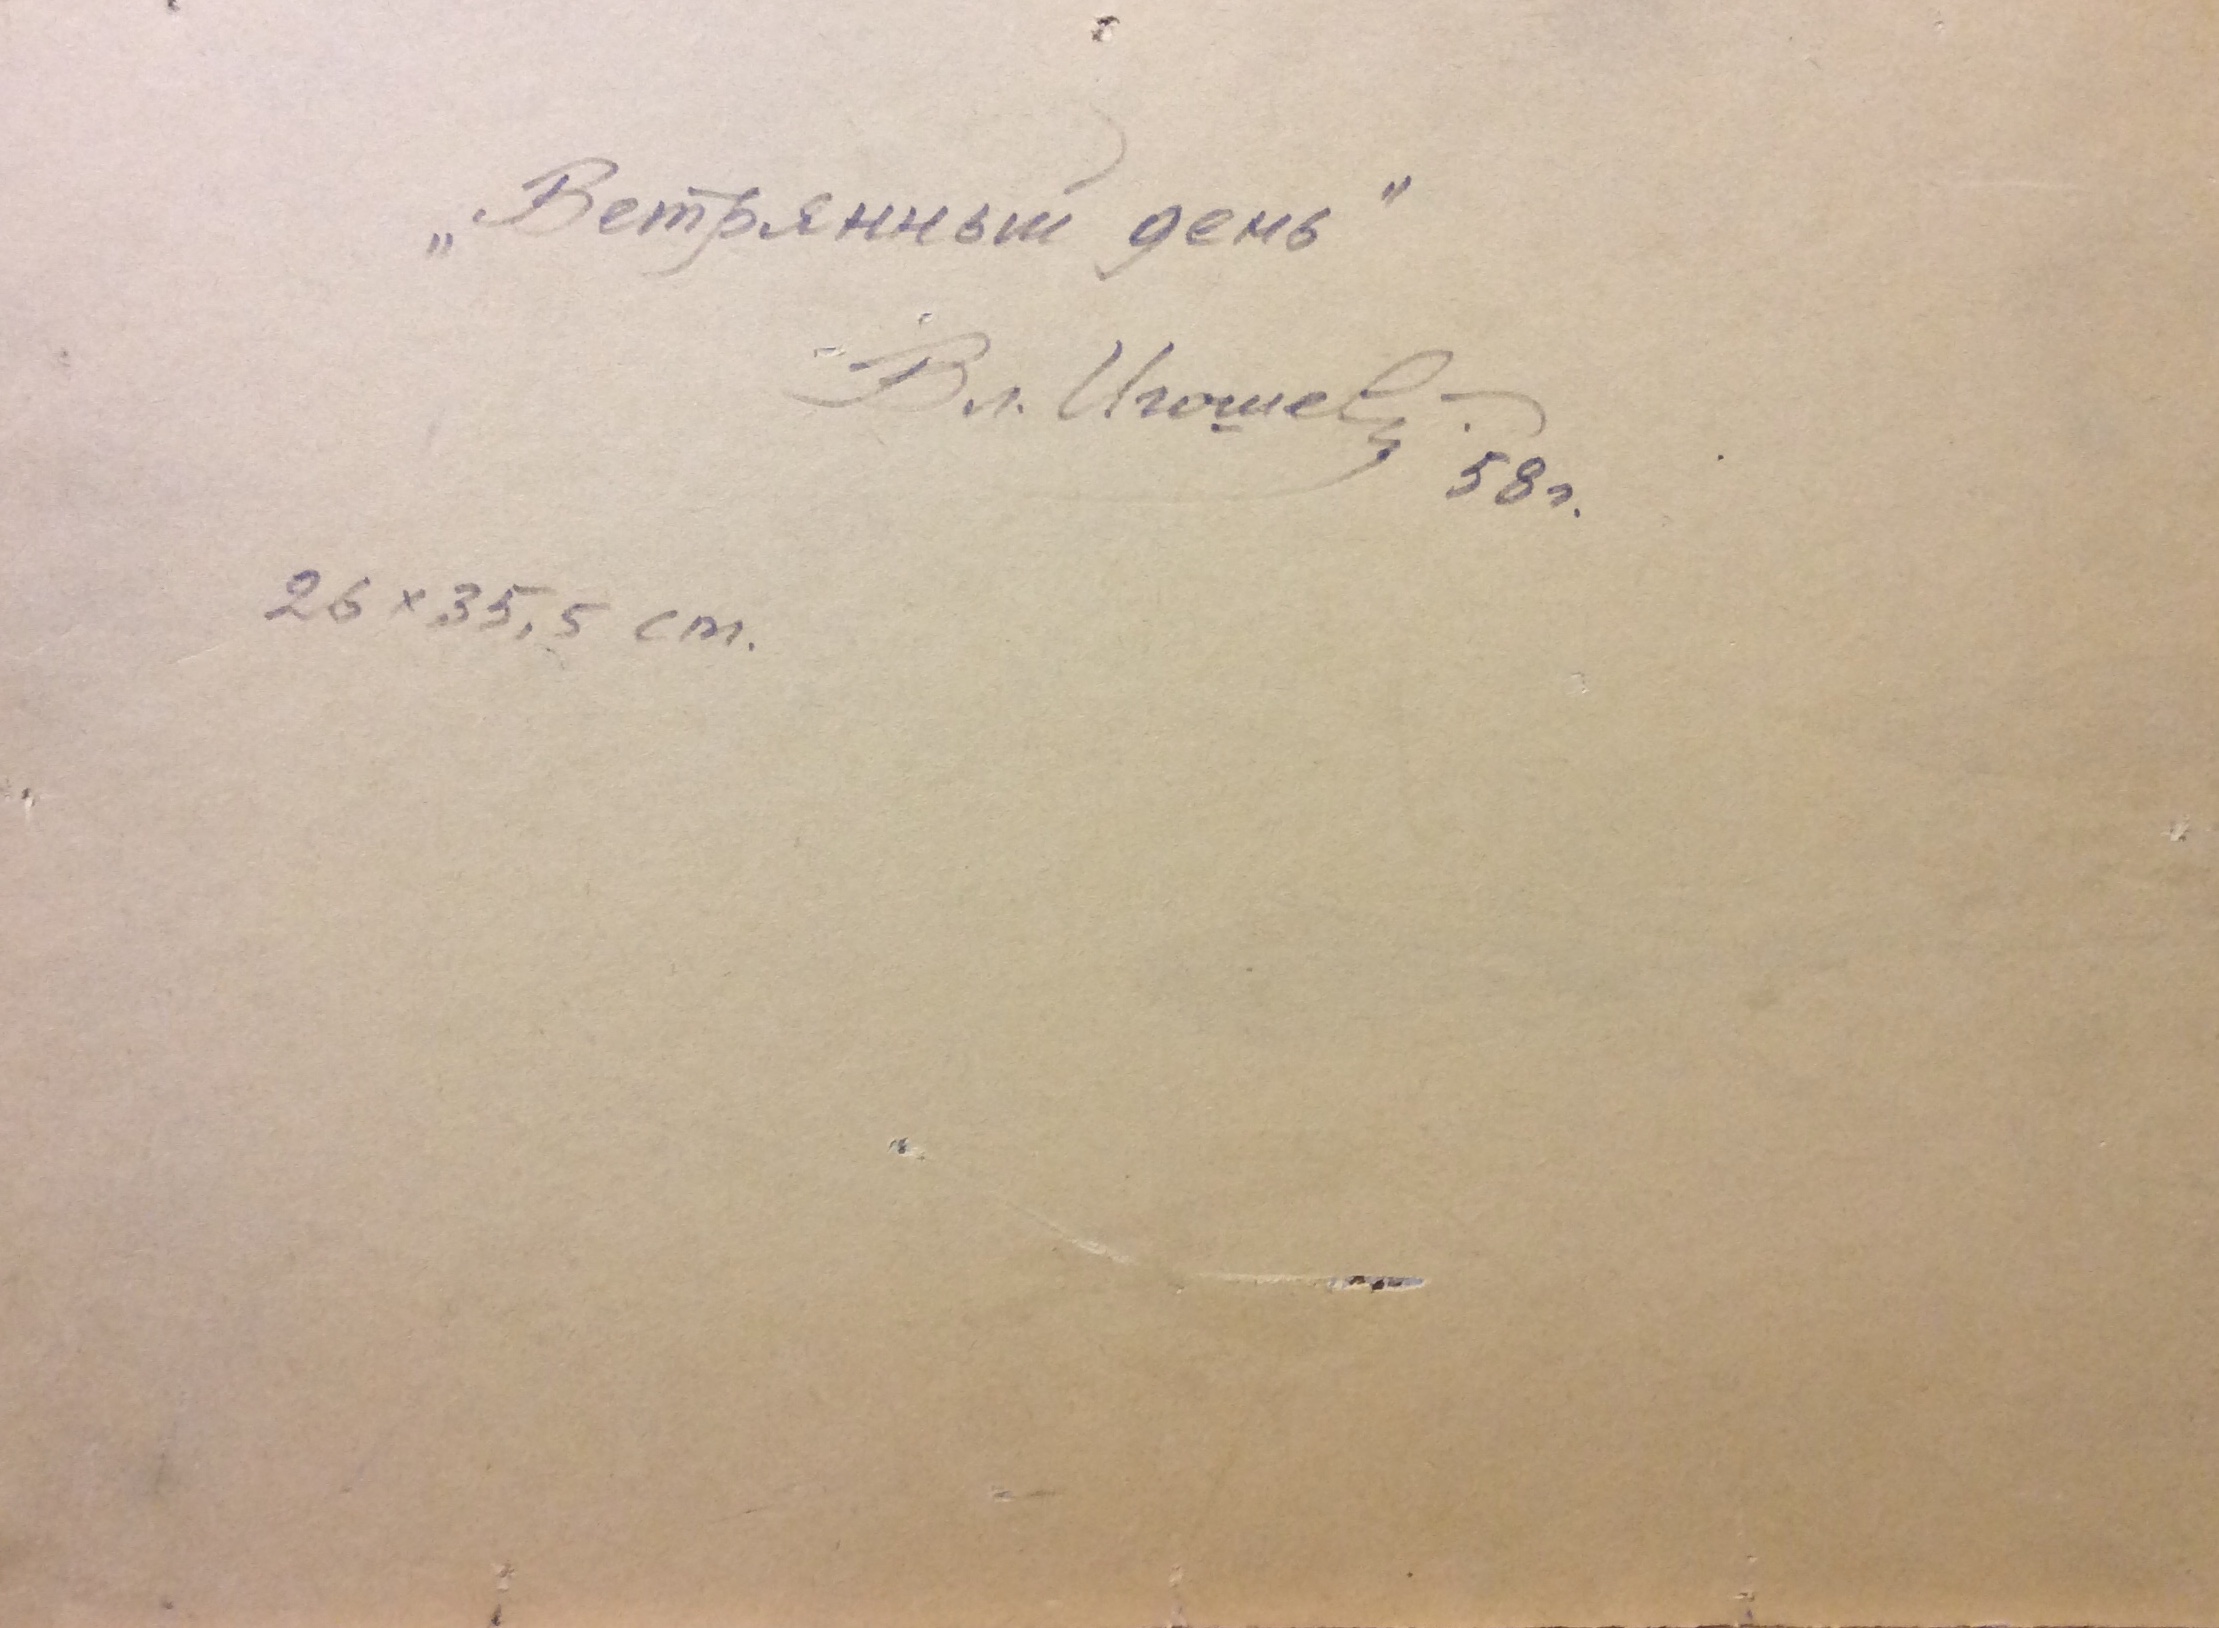 „Ветрянный день"
Вл. Игошев.
58 г.
26 × 35,5 cm.